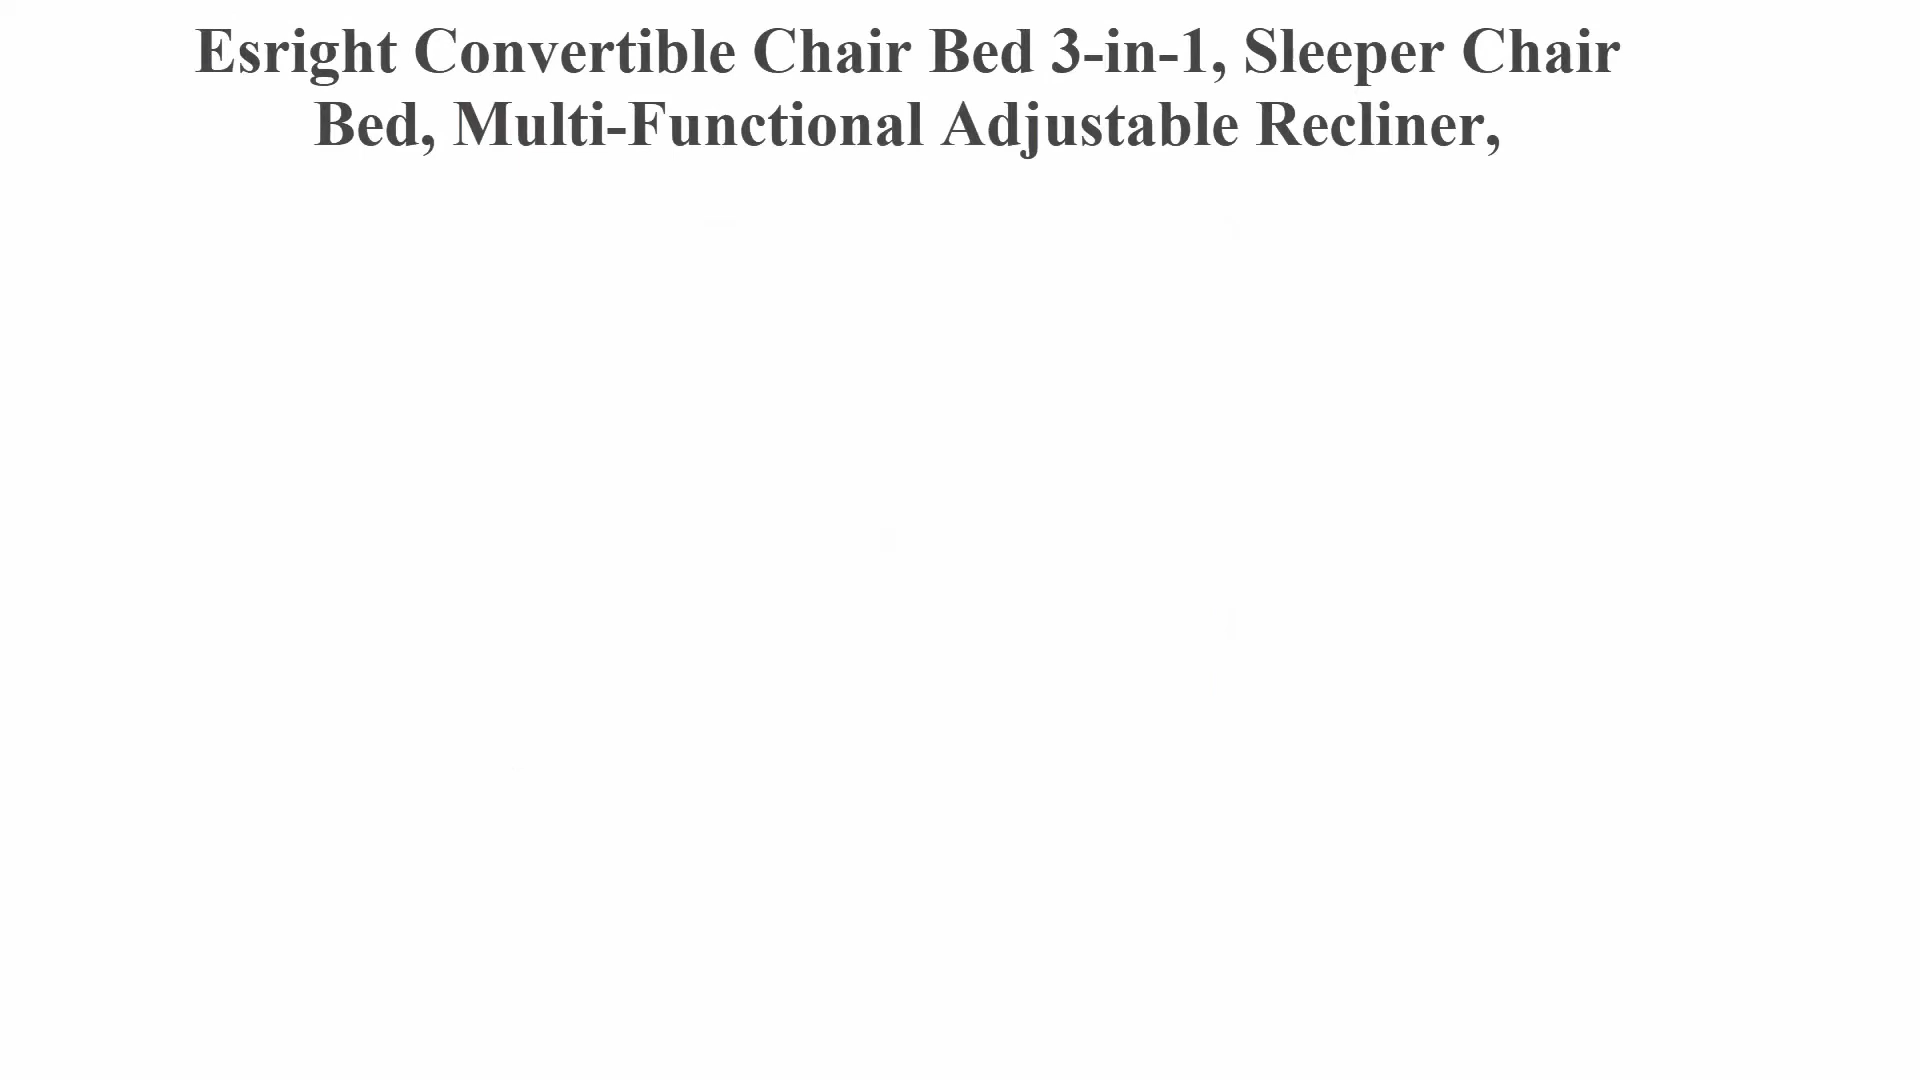 Esright Convertible Chair Bed 3-in-1, Sleeper Chair
Bed, Multi-Functional Adjustable Recliner,